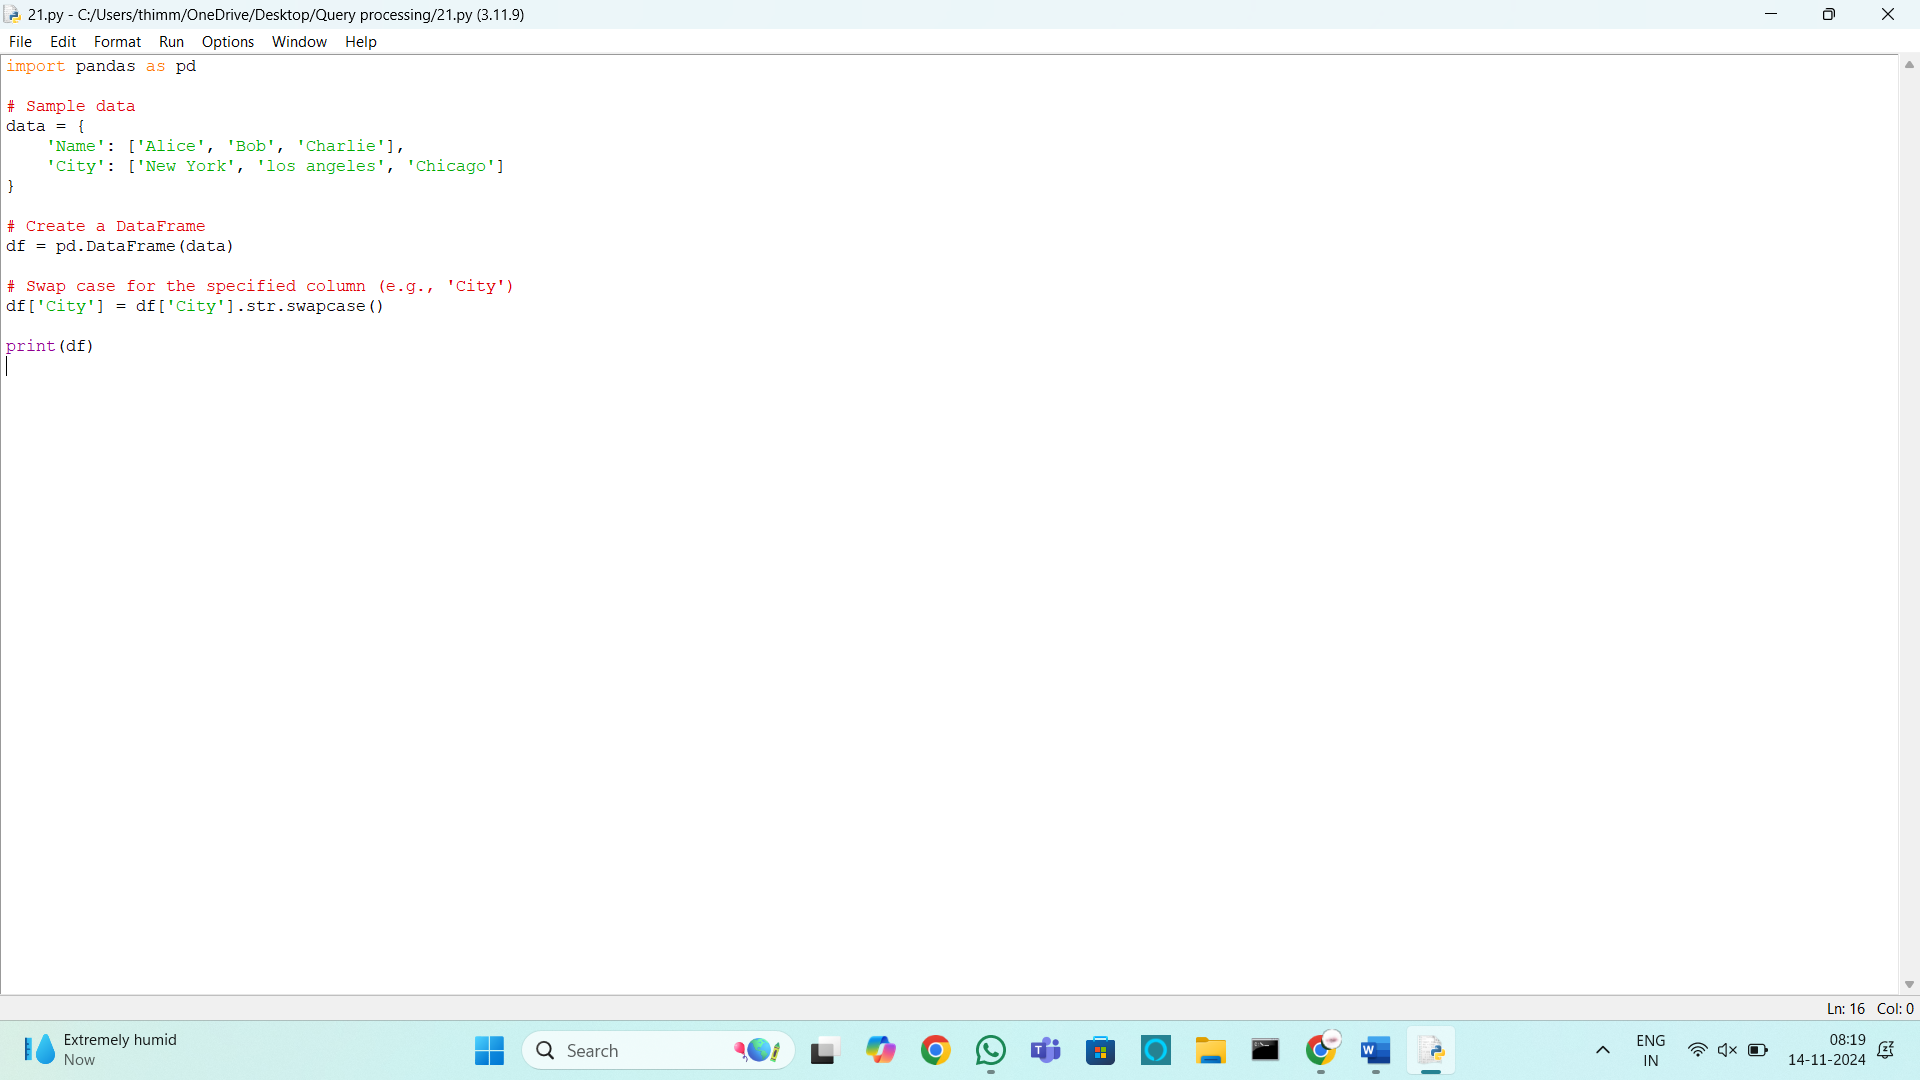 21.py - C:/Users/thimm/OneDrive/Desktop/Query processing/21.py (3.11.9)
File Edit Format Run Options Window Help
import pandas as pd
# Sample data
data = {
    'Name': ['Alice', 'Bob', 'Charlie'],
    'City': ['New York', 'los angeles', 'Chicago']
}
# Create a DataFrame
df = pd.DataFrame(data)
# Swap case for the specified column (e.g., 'City')
df['City'] = df['City'].str.swapcase()
print(df)
Ln: 16 Col: 0
Extremely humid
Now
Search
ENG
IN
08:19
14-11-2024